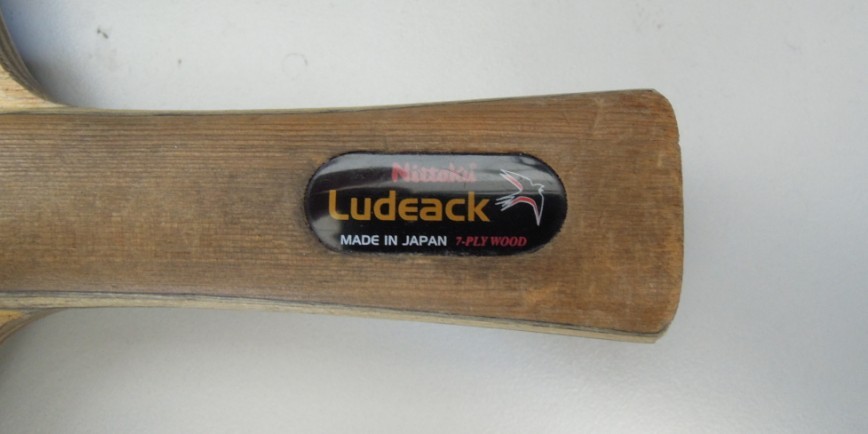 Nittaku
Ludeack
MADE IN JAPAN 7-PLY WOOD